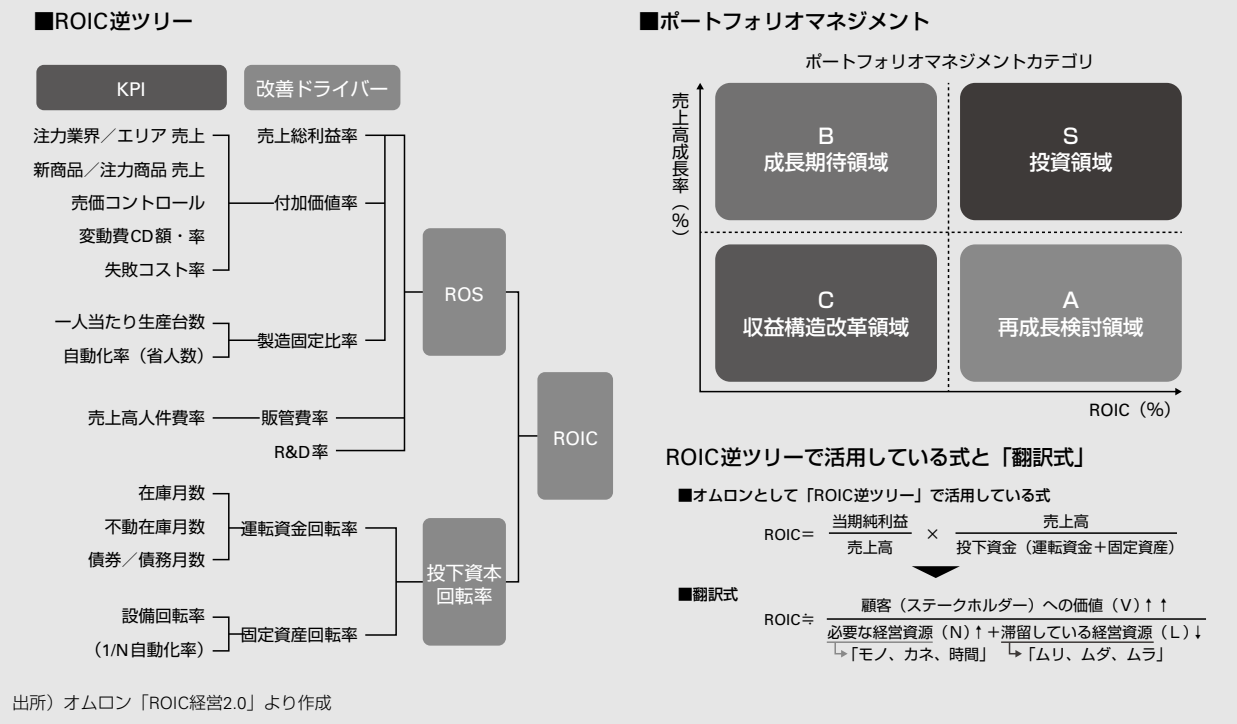 ■ROIC逆ツリー
KPI
改善ドライバー
注力業界／エリア 売上
新商品／注力商品 売上
売価コントロール
変動費CD額・率
失敗コスト率
一人当たり生産台数
自動化率（省人数）
売上高人件費率
在庫月数
不動在庫月数
債券／債務月数
設備回転率
（1/N自動化率）
売上総利益率
付加価値率
製造固定比率
販管費率
R&D率
運転資金回転率
固定資産回転率
ROS
投下資本
回転率
ROIC
■ポートフォリオマネジメント
ポートフォリオマネジメントカテゴリ
売上高成長率（%）
B
成長期待領域
S
投資領域
C
収益構造改革領域
A
再成長検討領域
ROIC（%）
ROIC逆ツリーで活用している式と「翻訳式」
■オムロンとして「ROIC逆ツリー」で活用している式
ROIC＝
当期純利益
売上高
×
売上高
投下資金（運転資金＋固定資産）
■翻訳式
ROIC≒
顧客（ステークホルダー）への価値（V）↑↑
必要な経営資源（N）↑＋滞留している経営資源（L）↓
「モノ、カネ、時間」 「ムリ、ムダ、ムラ」
出所）オムロン「ROIC経営2.0」より作成